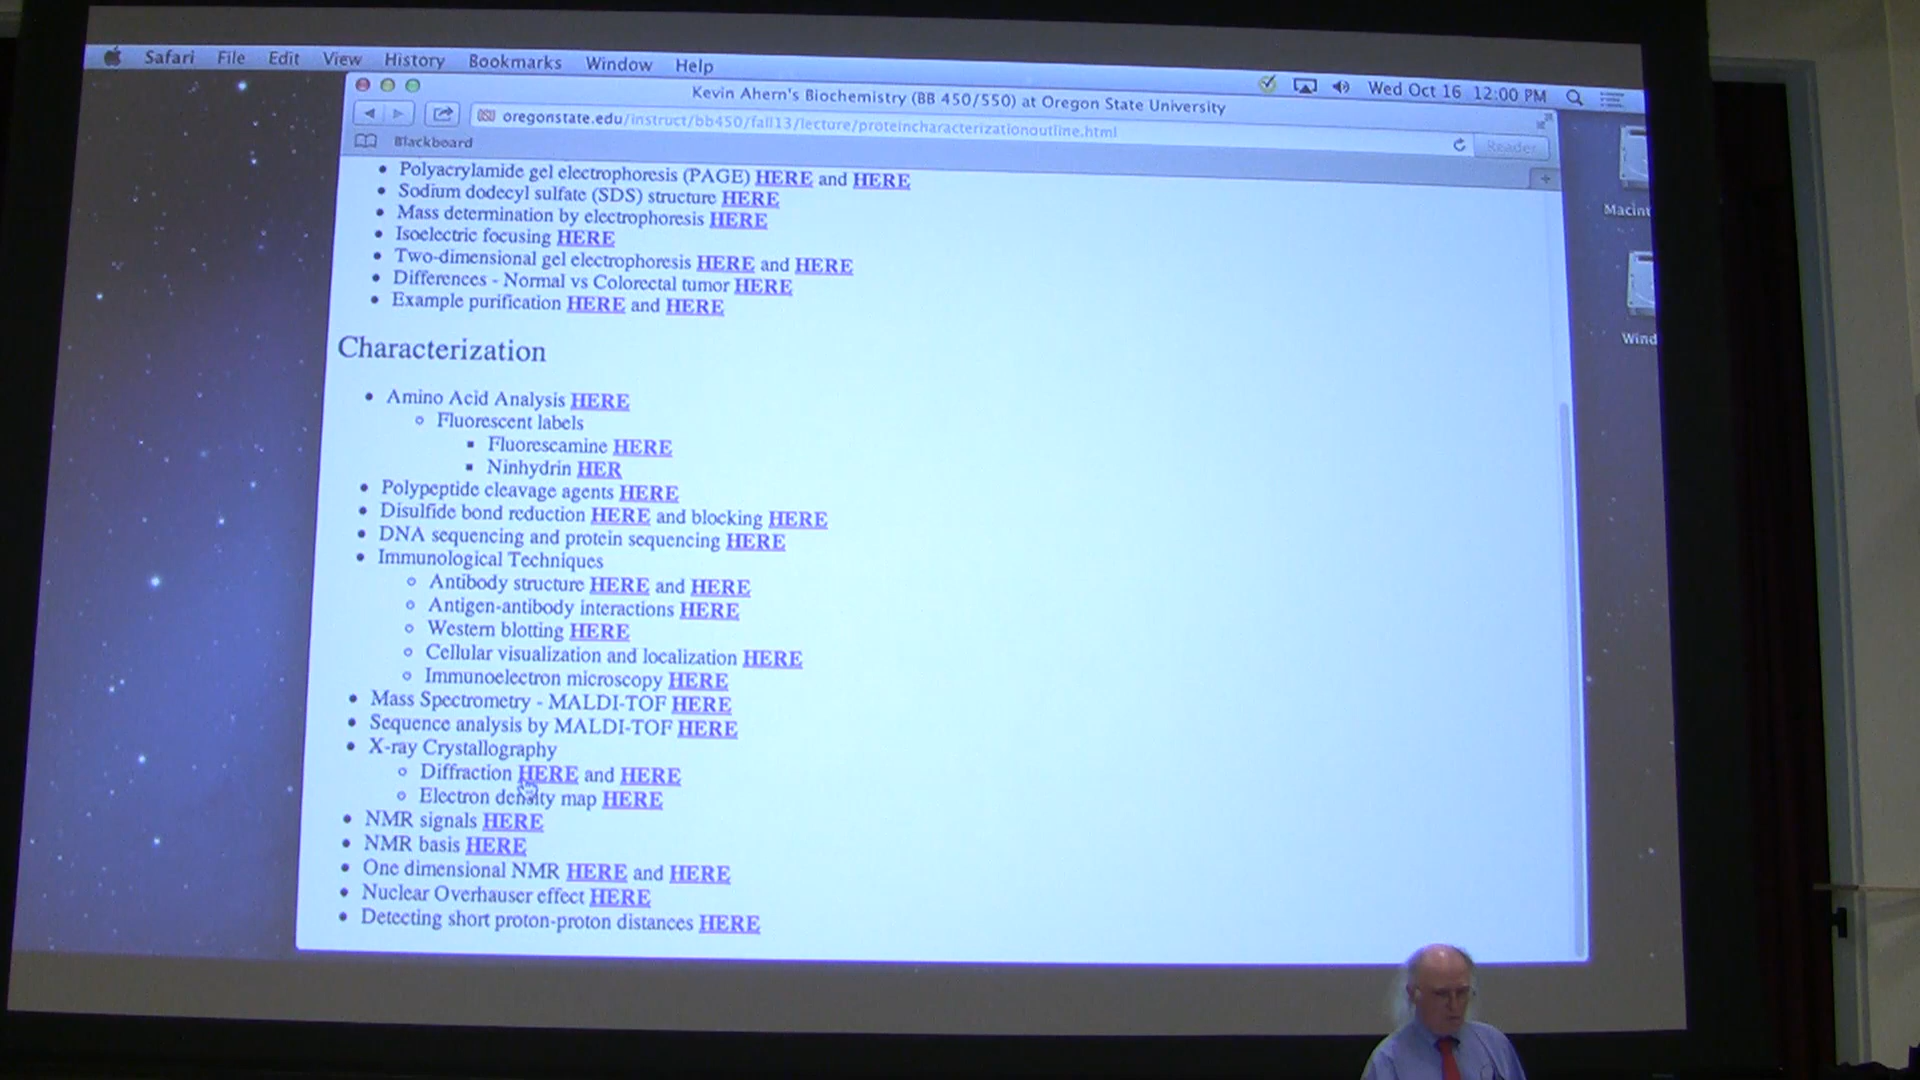 Safari File Edit View History Bookmarks Window Help
Wed Oct 16 12:00 PM
Kevin Ahern's Biochemistry (BB 450/550) at Oregon State University
oregonstate.edu/instruct/bb450/fall13/lecture/proteincharacterizationoutline.html
Reader
Blackboard
Polyacrylamide gel electrophoresis (PAGE) HERE and HERE
Sodium dodecyl sulfate (SDS) structure HERE
Mass determination by electrophoresis HERE
Isoelectric focusing HERE
Two-dimensional gel electrophoresis HERE and HERE
Differences - Normal vs Colorectal tumor HERE
Example purification HERE and HERE
Macint
Wind
Characterization
Amino Acid Analysis HERE
Fluorescent labels
Fluorescamine HERE
Ninhydrin HER
Polypeptide cleavage agents HERE
Disulfide bond reduction HERE and blocking HERE
DNA sequencing and protein sequencing HERE
Immunological Techniques
Antibody structure HERE and HERE
Antigen-antibody interactions HERE
Western blotting HERE
Cellular visualization and localization HERE
Immunoelectron microscopy HERE
Mass Spectrometry - MALDI-TOF HERE
Sequence analysis by MALDI-TOF HERE
X-ray Crystallography
Diffraction HERE and HERE
Electron density map HERE
NMR signals HERE
NMR basis HERE
One dimensional NMR HERE and HERE
Nuclear Overhauser effect HERE
Detecting short proton-proton distances HERE